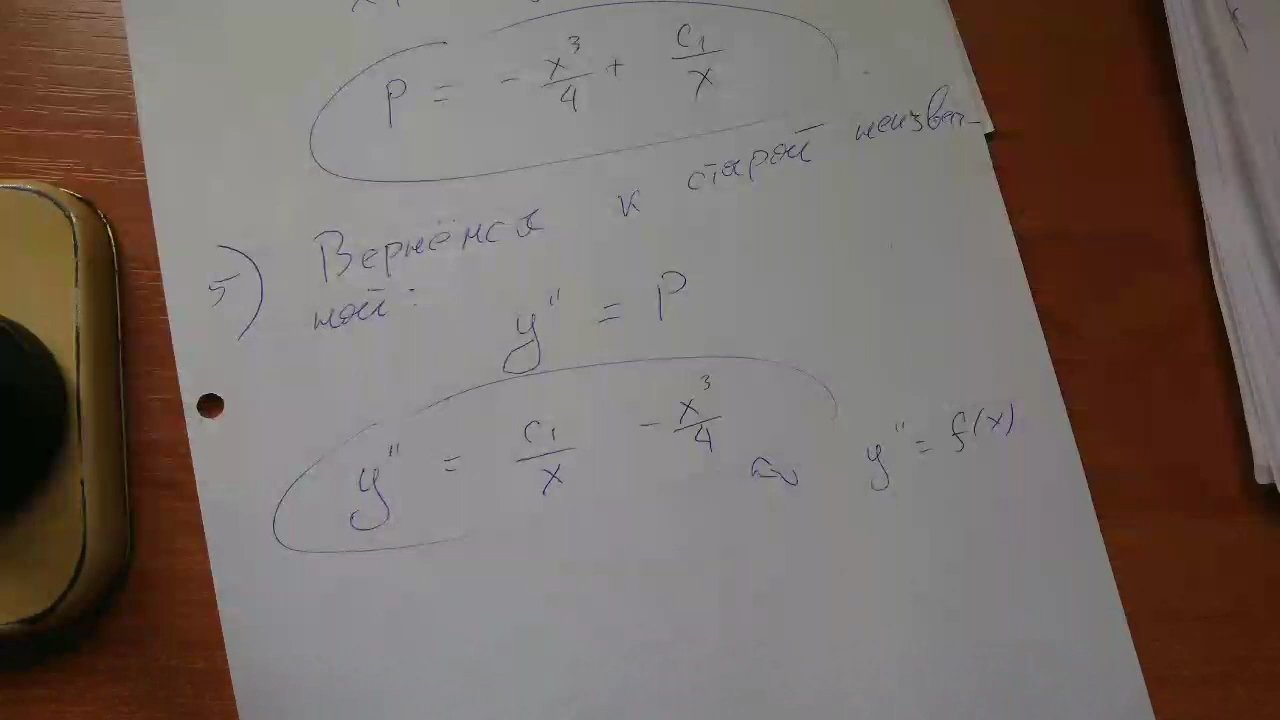 P = - x³/4 + C₁/x
5) Вернёмся к старой неизвест-
ной:
y'' = P
y'' = C₁/x - x³/4 y'' = f(x)